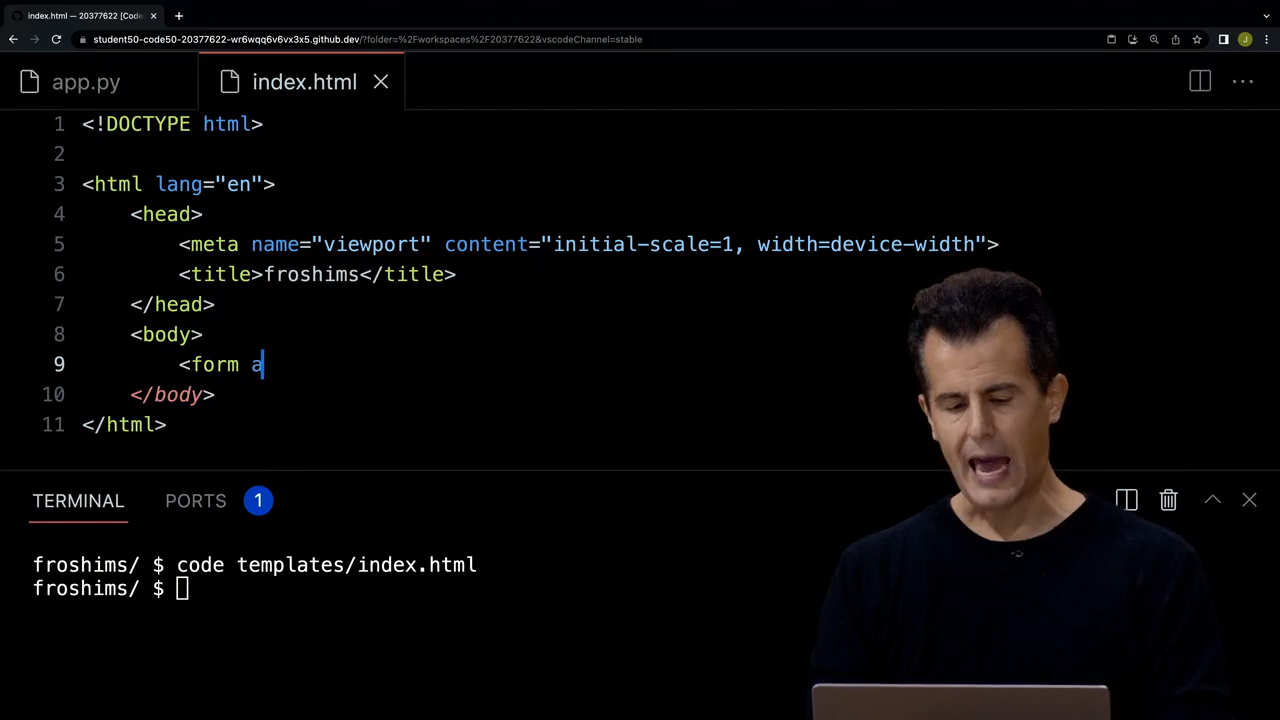 index.html — 20377622 [Code
student50-code50-20377622-wr6wqq6v6vx3x5.github.dev/?folder=%2Fworkspaces%2F20377622&vscodeChannel=stable
J
app.py
index.html
1 <!DOCTYPE html>
2
3 <html lang="en">
4 <head>
5 <meta name="viewport" content="initial-scale=1, width=device-width">
6 <title>froshims</title>
7 </head>
8 <body>
9 <form a
10 </body>
11 </html>
TERMINAL PORTS 1
froshims/ $ code templates/index.html
froshims/ $